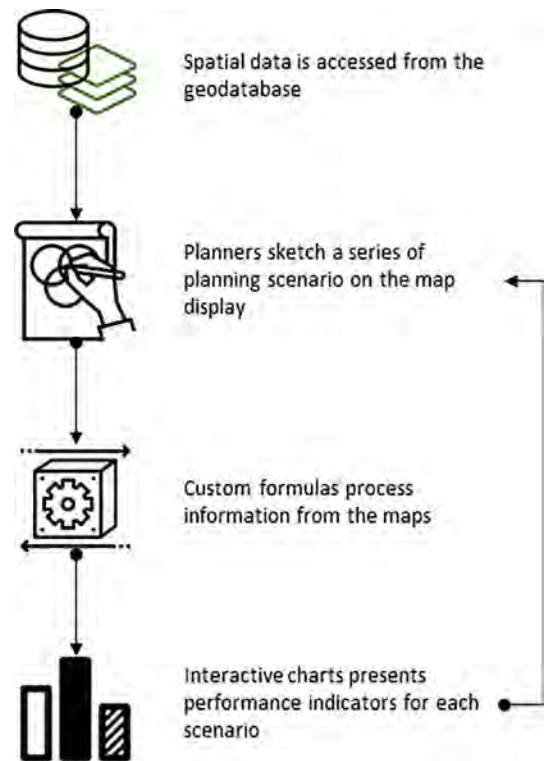 Spatial data is accessed from the
geodatabase
Planners sketch a series of
planning scenario on the map
display
Custom formulas process
information from the maps
Interactive charts presents
performance indicators for each
scenario